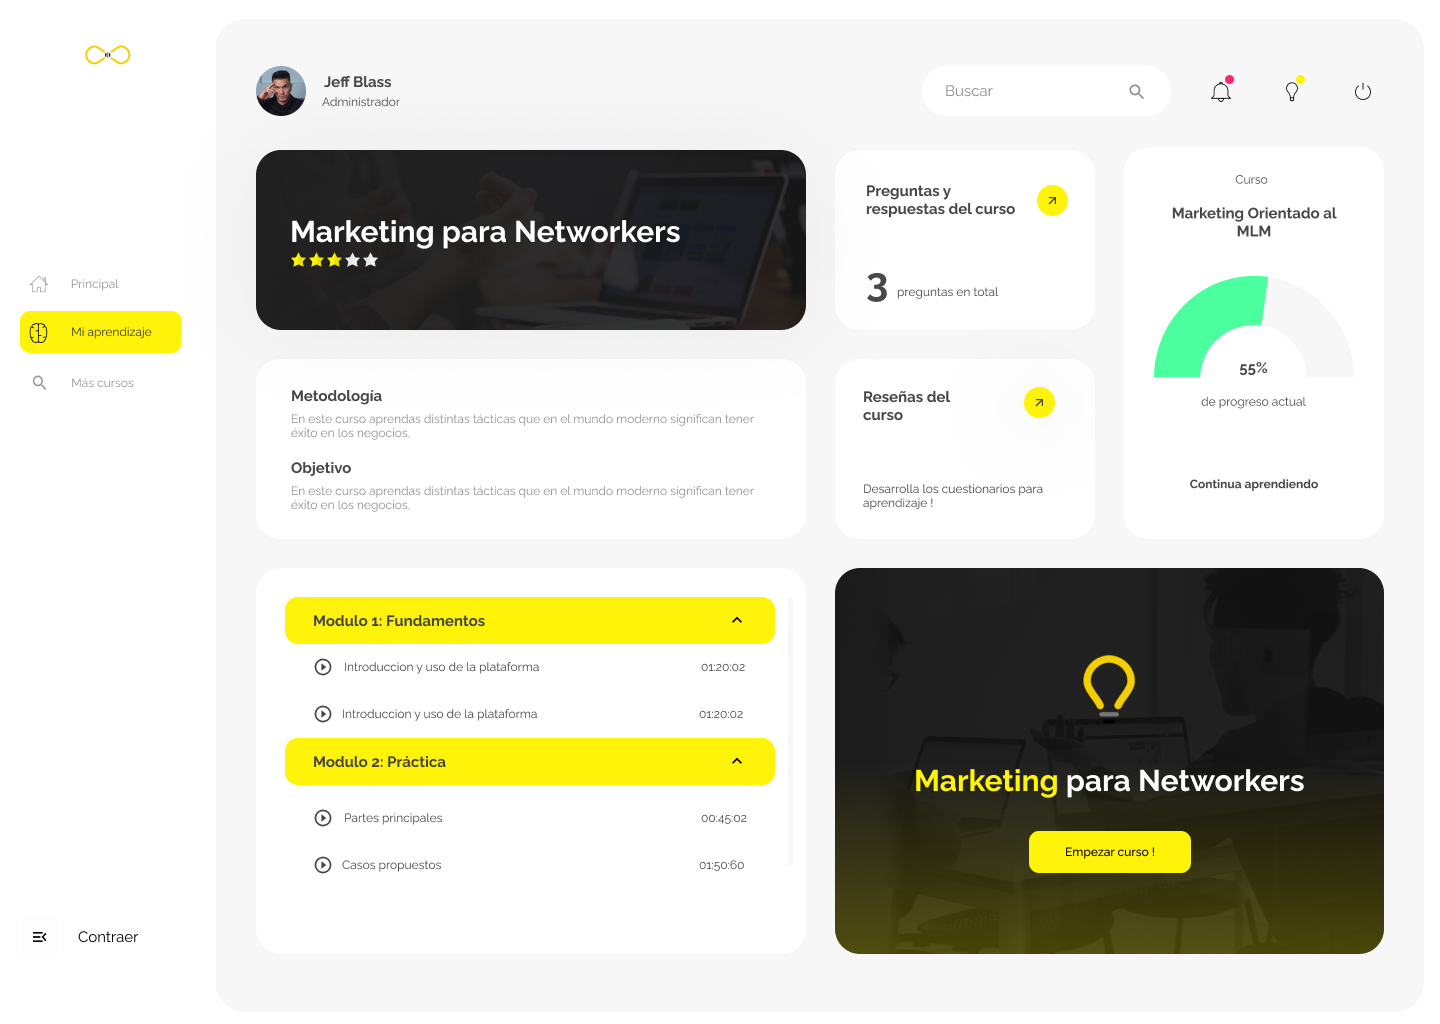 Jeff Blass
Administrador
Buscar
Principal
Mi aprendizaje
Más cursos
Contraer
Marketing para Networkers
Preguntas y
respuestas del curso
3 preguntas en total
Curso
Marketing Orientado al
MLM
55%
de progreso actual
Continua aprendiendo
Metodología
En este curso aprendas distintas tácticas que en el mundo moderno significan tener
éxito en los negocios.
Objetivo
En este curso aprendas distintas tácticas que en el mundo moderno significan tener
éxito en los negocios.
Reseñas del
curso
Desarrolla los cuestionarios para
aprendizaje !
Modulo 1: Fundamentos
Introduccion y uso de la plataforma 01:20:02
Introduccion y uso de la plataforma 01:20:02
Modulo 2: Práctica
Partes principales 00:45:02
Casos propuestos 01:50:60
Marketing para Networkers
Empezar curso !